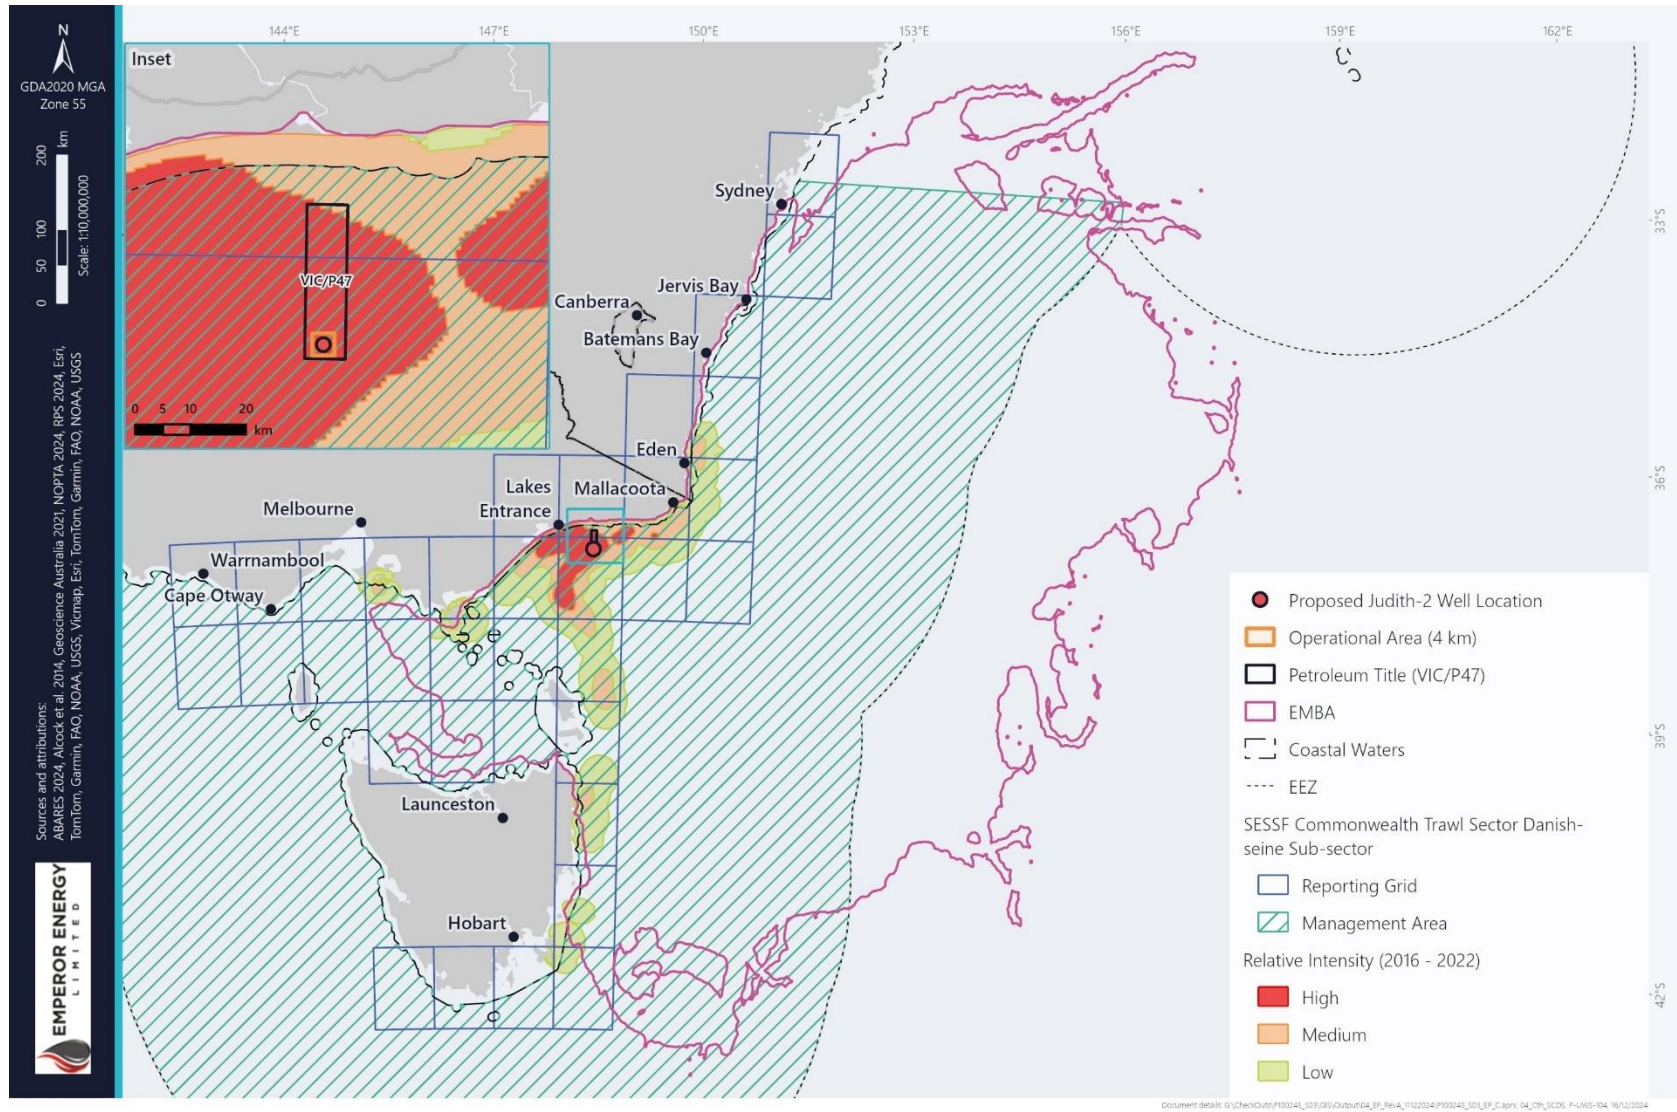 144°E
147°E
150°E
153°E
156°E
159°E
162°E
33°S
36°S
39°S
42°S
N
GDA2020 MGA
Zone 55
0 50 100 200
km
Scale: 1:10,000,000
Sources and attributions:
ABARES 2024, Alcock et al. 2014, Geoscience Australia 2021, NOPTA 2024, RPS 2024, Esri,
TomTom, Garmin, FAO, NOAA, USGS, Vicmap, Esri, TomTom, Garmin, FAO, NOAA, USGS
EMPEROR ENERGY
LIMITED
Inset
VIC/P47
0 5 10 20
km
Sydney
Jervis Bay
Canberra
Batemans Bay
Eden
Mallacoota
Lakes
Entrance
Melbourne
Warrnambool
Cape Otway
Launceston
Hobart
Proposed Judith-2 Well Location
Operational Area (4 km)
Petroleum Title (VIC/P47)
EMBA
Coastal Waters
EEZ
SESSF Commonwealth Trawl Sector Danish-
seine Sub-sector
Reporting Grid
Management Area
Relative Intensity (2016 - 2022)
High
Medium
Low